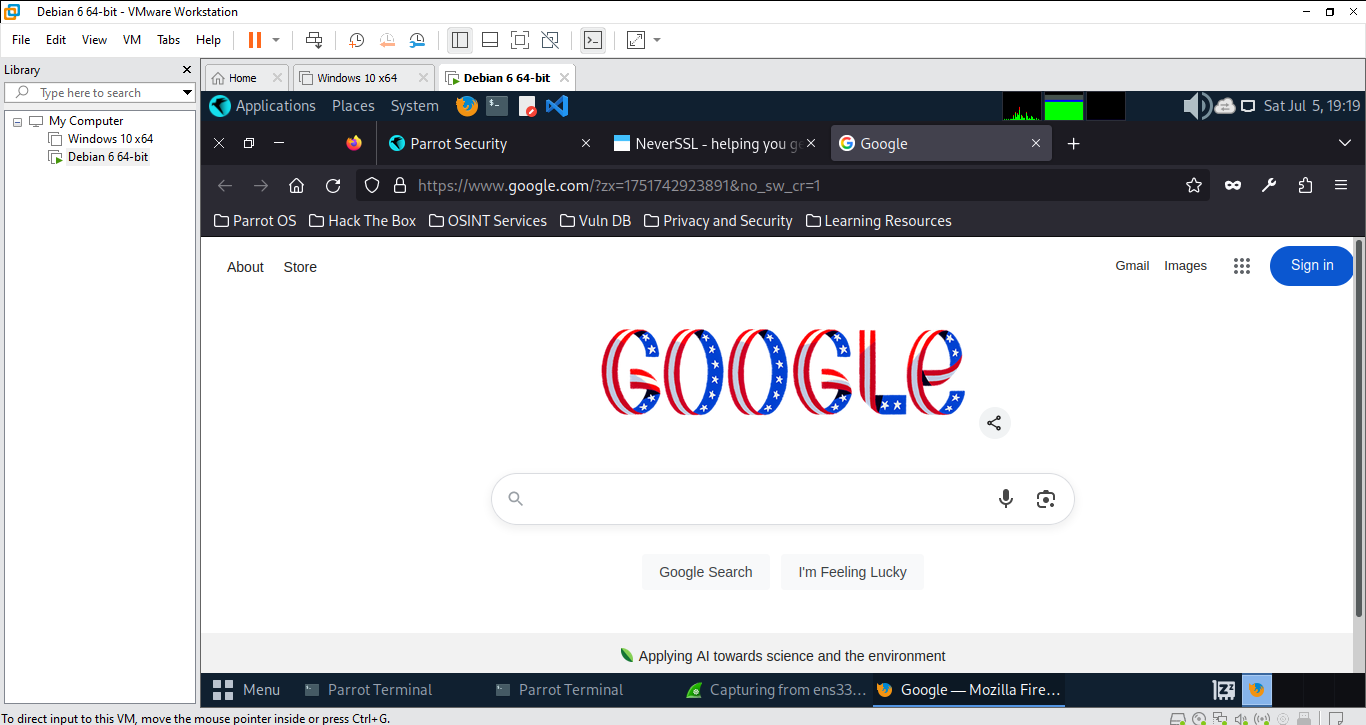 Debian 6 64-bit - VMware Workstation
File Edit View VM Tabs Help
Library
Home Windows 10 x64 Debian 6 64-bit
Type here to search
My Computer
Windows 10 x64
Debian 6 64-bit
Applications Places System Sat Jul 5, 19:19
Parrot Security NeverSSL - helping you ge Google
https://www.google.com/?zx=1751742923891&no_sw_cr=1
Parrot OS Hack The Box OSINT Services Vuln DB Privacy and Security Learning Resources
About Store Gmail Images Sign in
GOOGLE
Google Search I'm Feeling Lucky
Applying AI towards science and the environment
Menu Parrot Terminal Parrot Terminal Capturing from ens33... Google — Mozilla Fire...
To direct input to this VM, move the mouse pointer inside or press Ctrl+G.